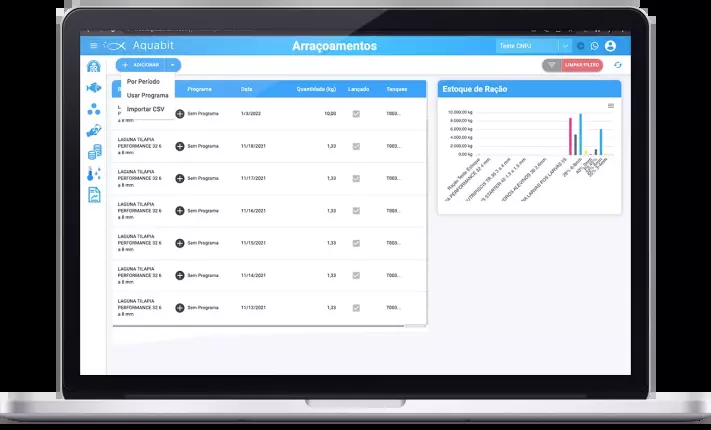 Aquabit
Arraçoamentos
Teste CNPJ
ADICIONAR
LIMPAR FILTRO
Por Período
Usar Programa
Importar CSV
Programa Data Quantidade (kg) Lançado Tanques
Sem Programa 1/3/2022 10,00 T003...
a 8 mm
LAGUNA TILAPIA
PERFORMANCE 32 6
a 8 mm
Sem Programa 11/18/2021 1,33 T003...
LAGUNA TILAPIA
PERFORMANCE 32 6
a 8 mm
Sem Programa 11/17/2021 1,33 T003...
LAGUNA TILAPIA
PERFORMANCE 32 6
a 8 mm
Sem Programa 11/16/2021 1,33 T003...
LAGUNA TILAPIA
PERFORMANCE 32 6
a 8 mm
Sem Programa 11/15/2021 1,33 T003...
LAGUNA TILAPIA
PERFORMANCE 32 6
a 8 mm
Sem Programa 11/14/2021 1,33 T003...
LAGUNA TILAPIA
PERFORMANCE 32 6
a 8 mm
Sem Programa 11/13/2021 1,33 T003...
Estoque de Ração
10.000,00 kg
8.000,00 kg
6.000,00 kg
4.000,00 kg
2.000,00 kg
0,00 kg